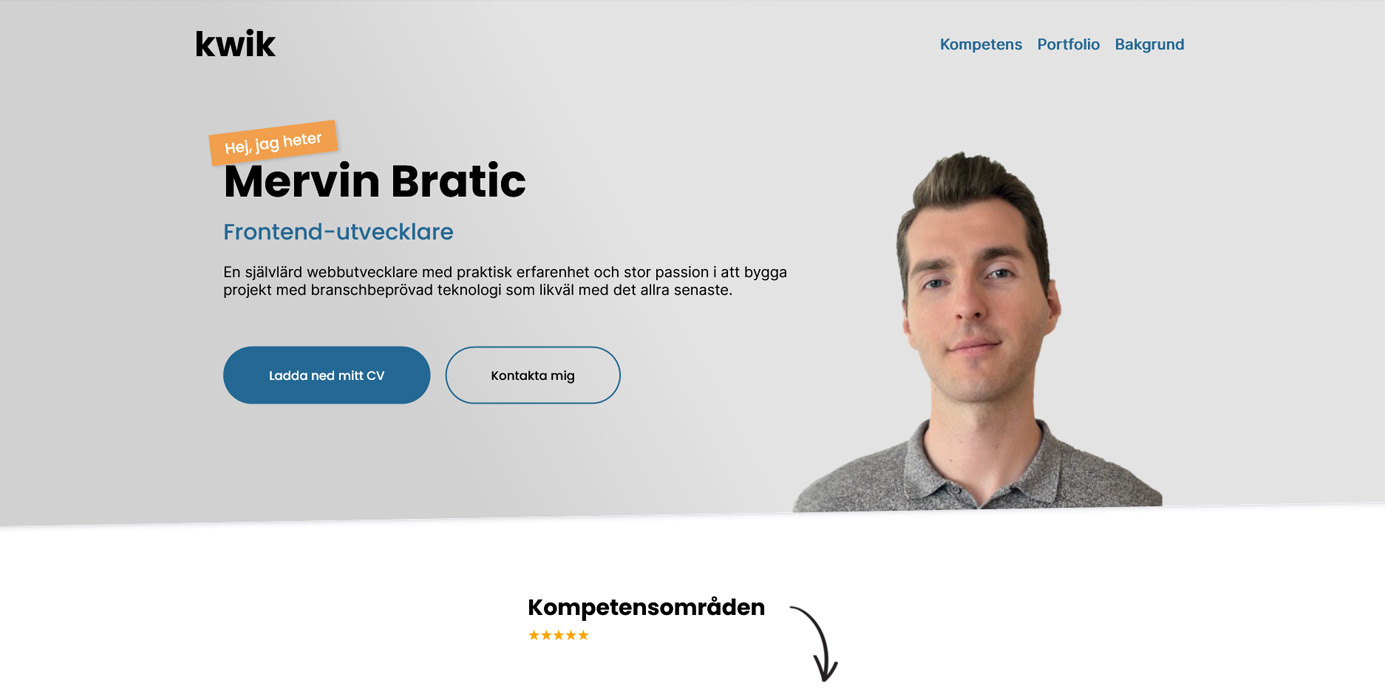 kwik
Kompetens Portfolio Bakgrund
Hej, jag heter
Mervin Bratic
Frontend-utvecklare
En självlärd webbutvecklare med praktisk erfarenhet och stor passion i att bygga
projekt med branschbeprövad teknologi som likväl med det allra senaste.
Ladda ned mitt CV Kontakta mig
Kompetensområden